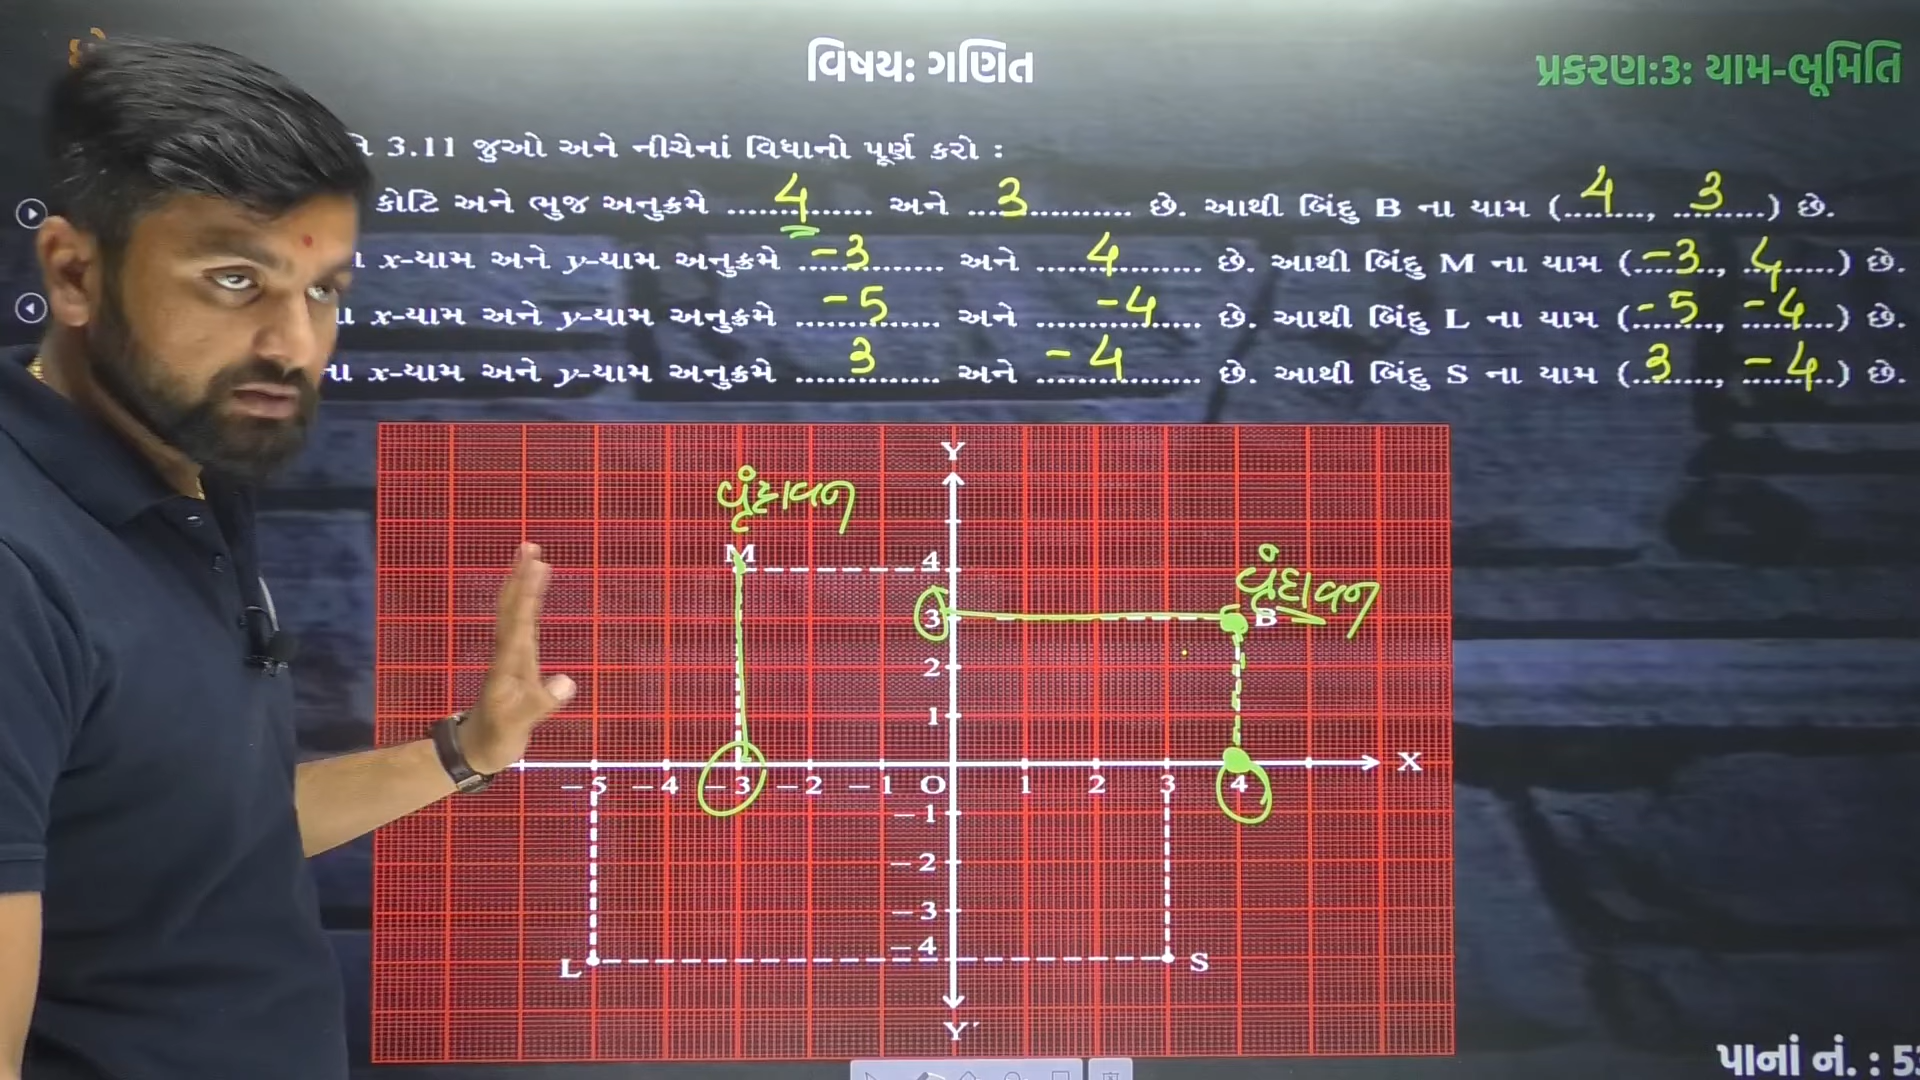 વિષય: ગણિત
પ્રકરણ:૩: યામ-ભૂમિતિ
3.11 જુઓ અને નીચેનાં વિધાનો પૂર્ણ કરો :
કોટિ અને ભુજ અનુક્રમે ....4.... અને ....3.... છે. આથી બિંદુ B ના યામ (....4...., ....3....) છે.
x-યામ અને y-યામ અનુક્રમે ....-3.... અને ....4.... છે. આથી બિંદુ M ના યામ (....-3...., ....4....) છે.
x-યામ અને y-યામ અનુક્રમે ....-5.... અને ....-4.... છે. આથી બિંદુ L ના યામ (....-5...., ....-4....) છે.
x-યામ અને y-યામ અનુક્રમે ....3.... અને ....-4.... છે. આથી બિંદુ S ના યામ (....3...., ....-4....) છે.
Y
વૃંદાવન
M
4
વૃંદાવન
3
B
2
1
X
-5 -4 -3 -2 -1 O 1 2 3 4
-1
-2
-3
-4
L
S
Y'
પાનાં નં. :